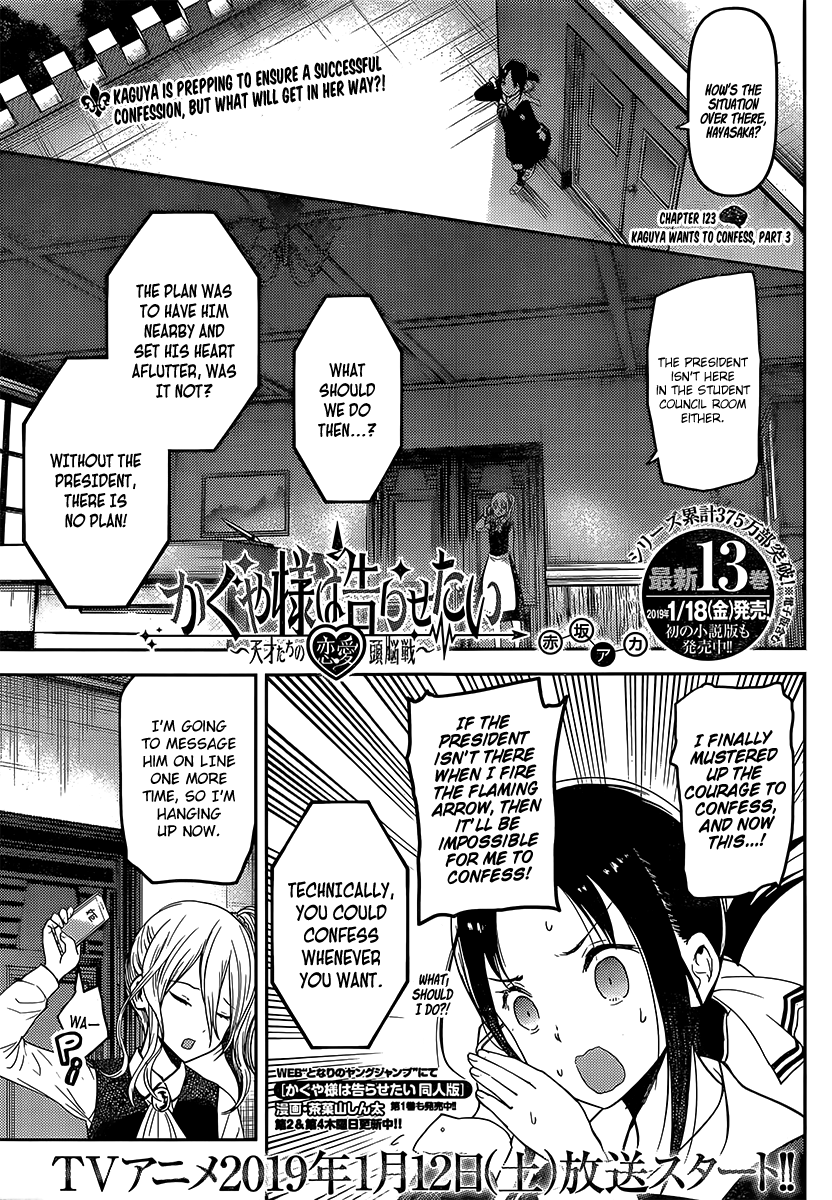 KAGUYA IS PREPPING TO ENSURE A SUCCESSFUL
CONFESSION, BUT WHAT WILL GET IN HER WAY?!
HOW'S THE
SITUATION
OVER THERE,
HAYASAKA?
CHAPTER 123
KAGUYA WANTS TO CONFESS, PART 3
THE PRESIDENT
ISN'T HERE
IN THE STUDENT
COUNCIL ROOM
EITHER.
WHAT
SHOULD
WE DO
THEN...?
THE PLAN WAS
TO HAVE HIM
NEARBY AND
SET HIS HEART
AFLUTTER, WAS
IT NOT?
WITHOUT THE
PRESIDENT,
THERE IS
NO PLAN!
かぐや様は告らせたい
～天才たちの恋愛頭脳戦～
赤坂アカ
シリーズ累計375万部突破!
最新13巻
2019年1/18(金)発売!
初の小説版も
発売中!!
I FINALLY
MUSTERED
UP THE
COURAGE TO
CONFESS,
AND NOW
THIS...!
IF THE
PRESIDENT
ISN'T THERE
WHEN I FIRE
THE FLAMING
ARROW, THEN
IT'LL BE
IMPOSSIBLE
FOR ME TO
CONFESS!
TECHNICALLY,
YOU COULD
CONFESS
WHENEVER
YOU WANT.
WHAT
SHOULD
I DO?!
WEB"となりのヤングジャンプ"にて
[かぐや様は告らせたい 同人版]
漫画・茶菓山しん太 第1巻も発売中!!
第2&第4木曜日更新中!!
I'M GOING
TO MESSAGE
HIM ON LINE
ONE MORE
TIME, SO I'M
HANGING
UP NOW.
WA-
Pi
TVアニメ2019年1月12日(土)放送スタート!!